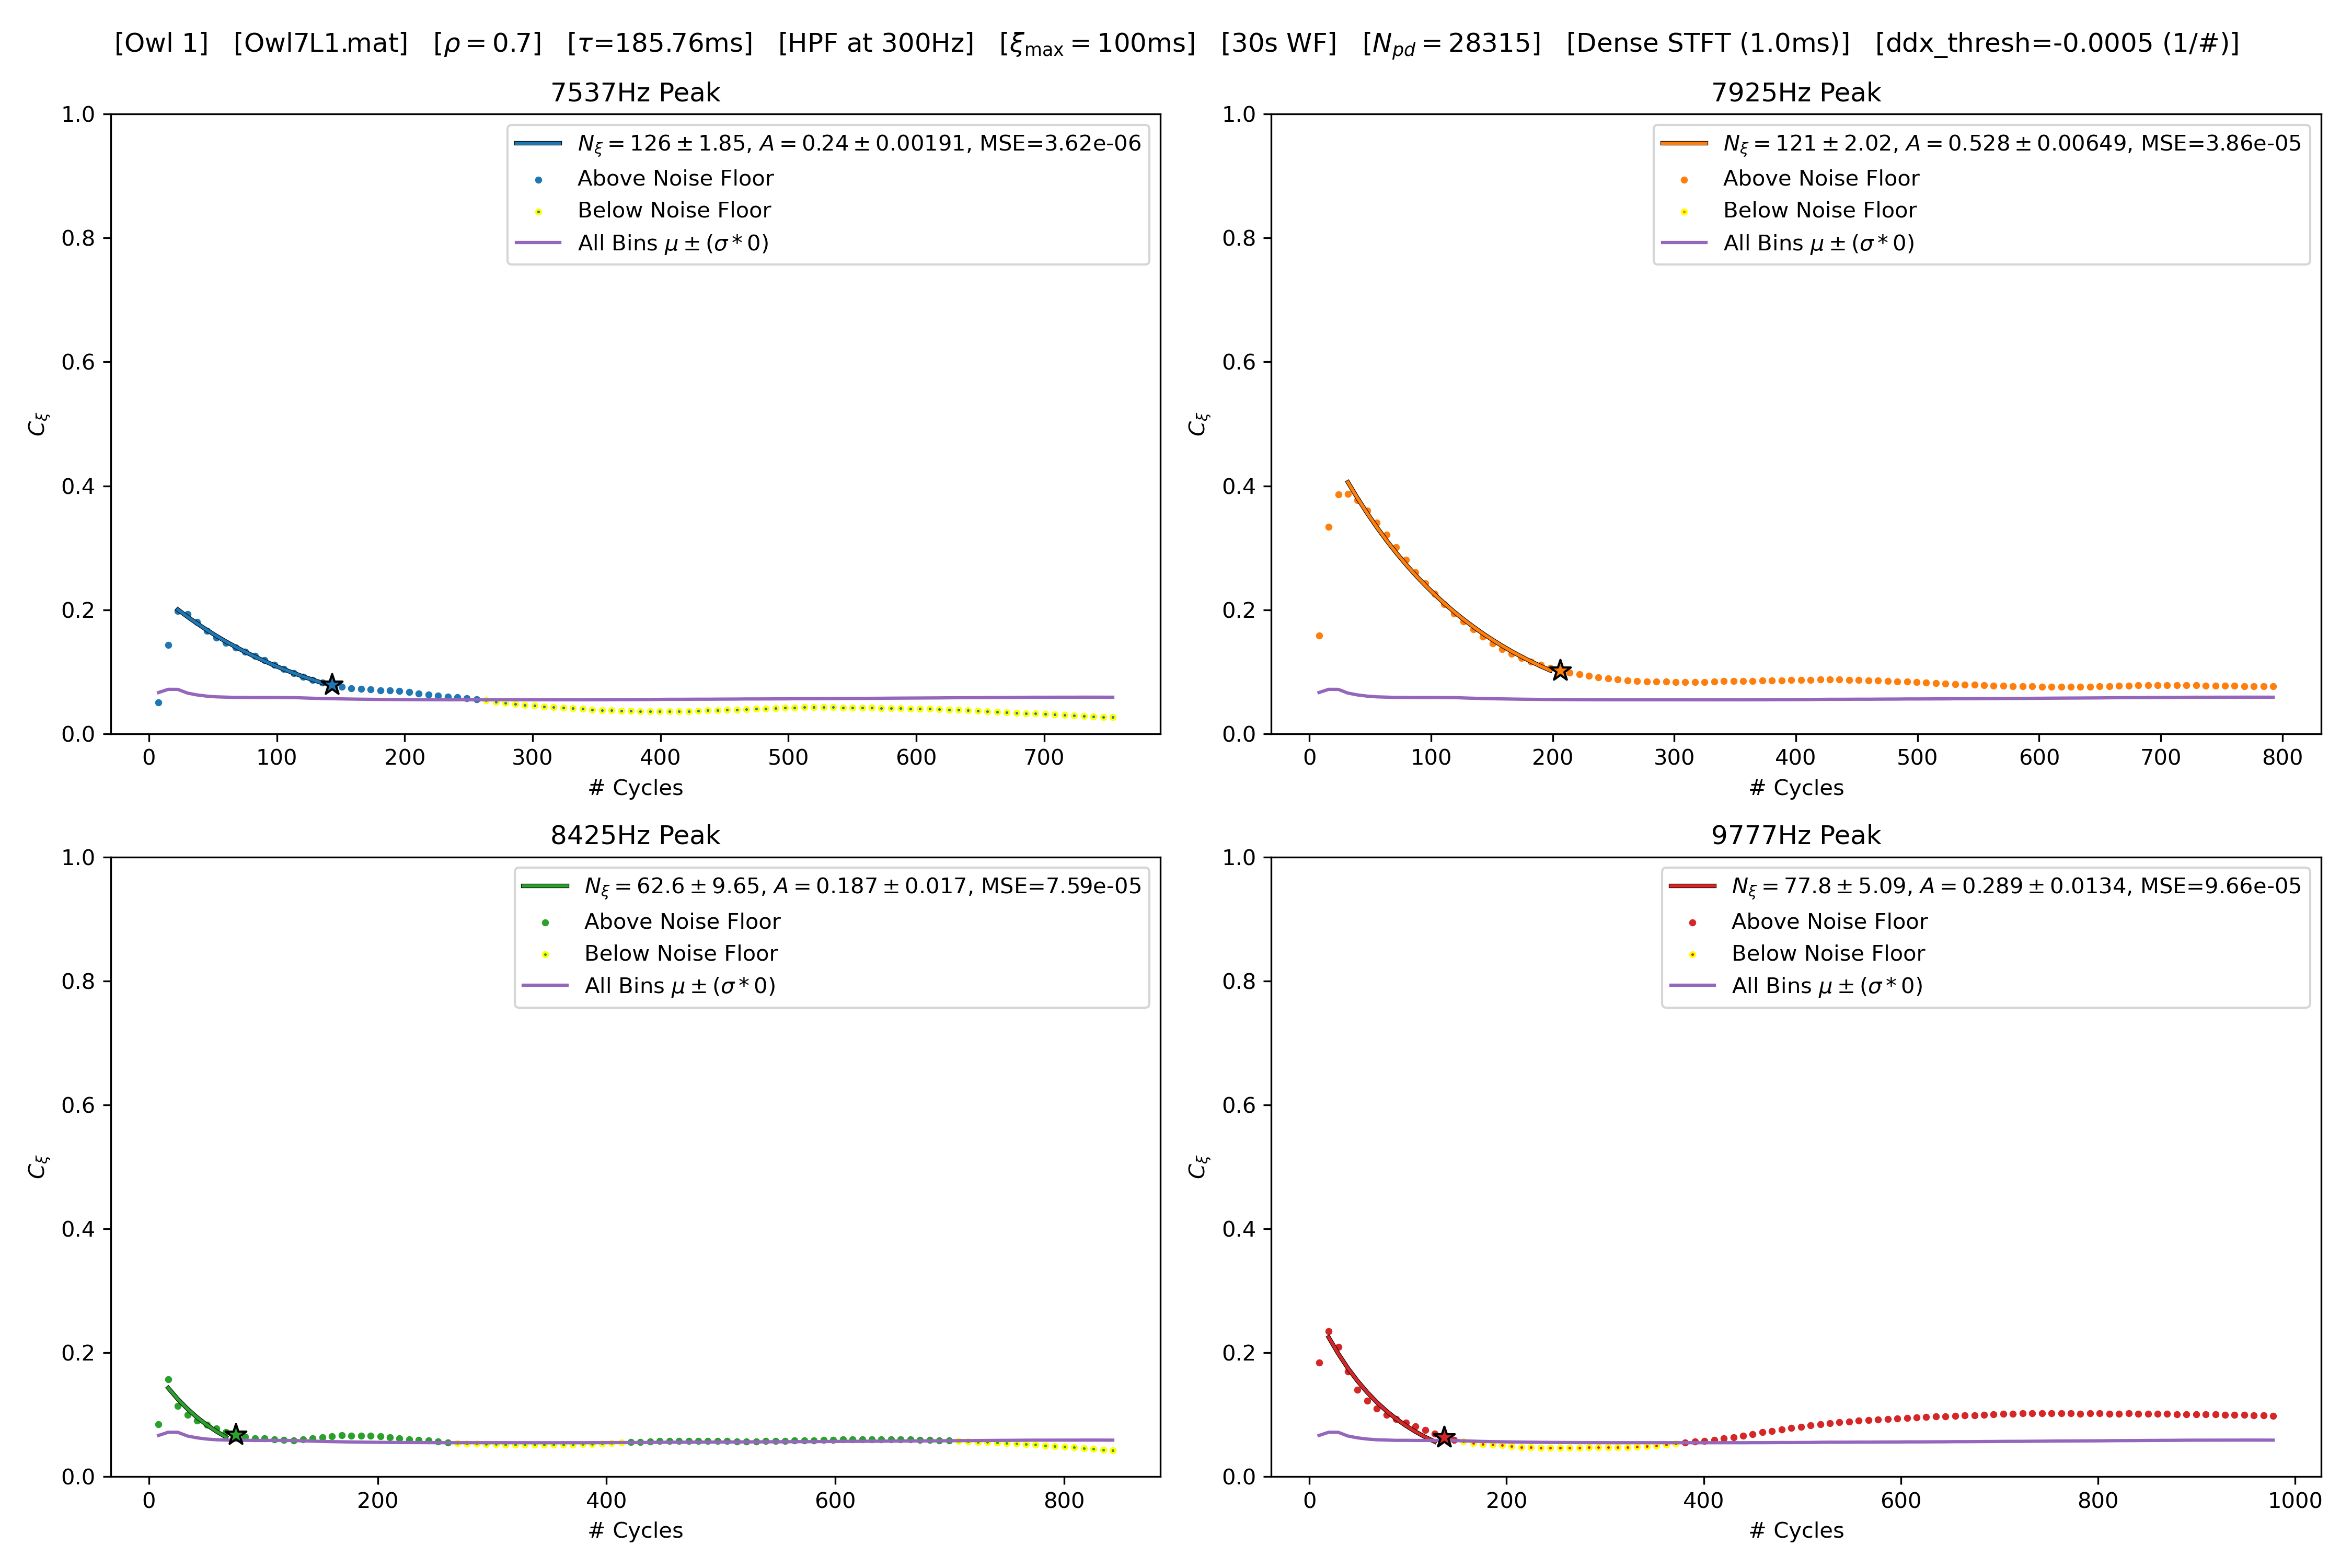 [Owl 1] [Owl7L1.mat] [ρ = 0.7] [τ=185.76ms] [HPF at 300Hz] [ξmax = 100ms] [30s WF] [Npd = 28315] [Dense STFT (1.0ms)] [ddx_thresh=-0.0005 (1/#)]
7537Hz Peak
Nξ = 126 ± 1.85, A = 0.24 ± 0.00191, MSE=3.62e-06
Above Noise Floor
Below Noise Floor
All Bins μ ± (σ * 0)
1.0
0.8
0.6
0.4
0.2
0.0
Cξ
0 100 200 300 400 500 600 700
# Cycles
7925Hz Peak
Nξ = 121 ± 2.02, A = 0.528 ± 0.00649, MSE=3.86e-05
Above Noise Floor
Below Noise Floor
All Bins μ ± (σ * 0)
1.0
0.8
0.6
0.4
0.2
0.0
Cξ
0 100 200 300 400 500 600 700 800
# Cycles
8425Hz Peak
Nξ = 62.6 ± 9.65, A = 0.187 ± 0.017, MSE=7.59e-05
Above Noise Floor
Below Noise Floor
All Bins μ ± (σ * 0)
1.0
0.8
0.6
0.4
0.2
0.0
Cξ
0 200 400 600 800
# Cycles
9777Hz Peak
Nξ = 77.8 ± 5.09, A = 0.289 ± 0.0134, MSE=9.66e-05
Above Noise Floor
Below Noise Floor
All Bins μ ± (σ * 0)
1.0
0.8
0.6
0.4
0.2
0.0
Cξ
0 200 400 600 800 1000
# Cycles